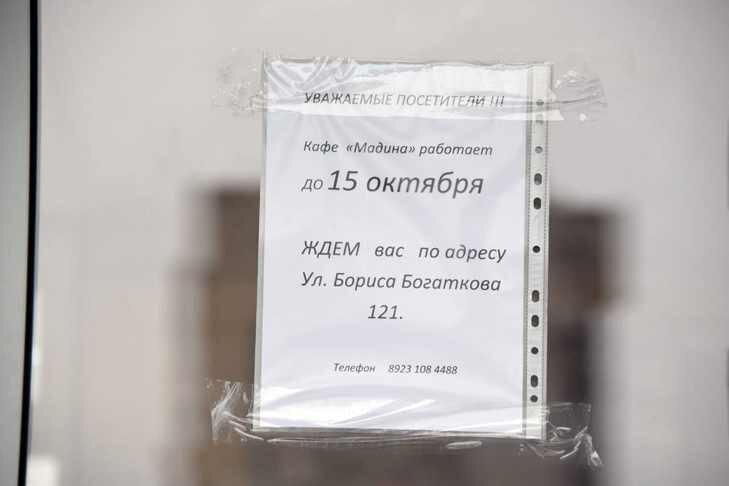 УВАЖАЕМЫЕ ПОСЕТИТЕЛИ !!!
Кафе «Мадина» работает
до 15 октября
ЖДЕМ вас по адресу
Ул. Бориса Богаткова
121.
Телефон 8923 108 4488